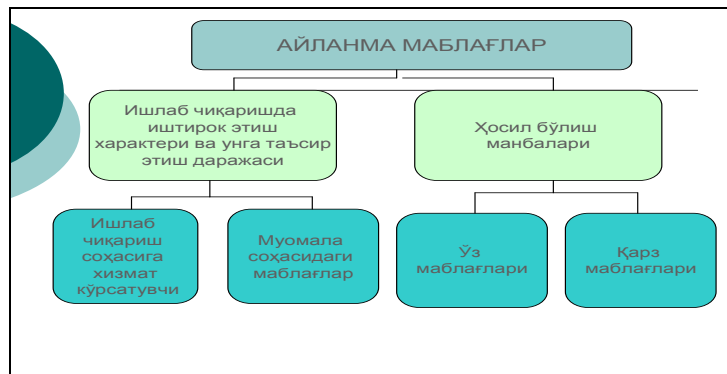 АЙЛАНМА МАБЛАҒЛАР
Ишлаб чиқаришда
иштирок этиш
характери ва унга таъсир
этиш даражаси
Ҳосил бўлиш
манбалари
Ишлаб
чиқариш
соҳасига
хизмат
кўрсатувчи
Муомала
соҳасидаги
маблағлар
Ўз
маблағлари
Қарз
маблағлари